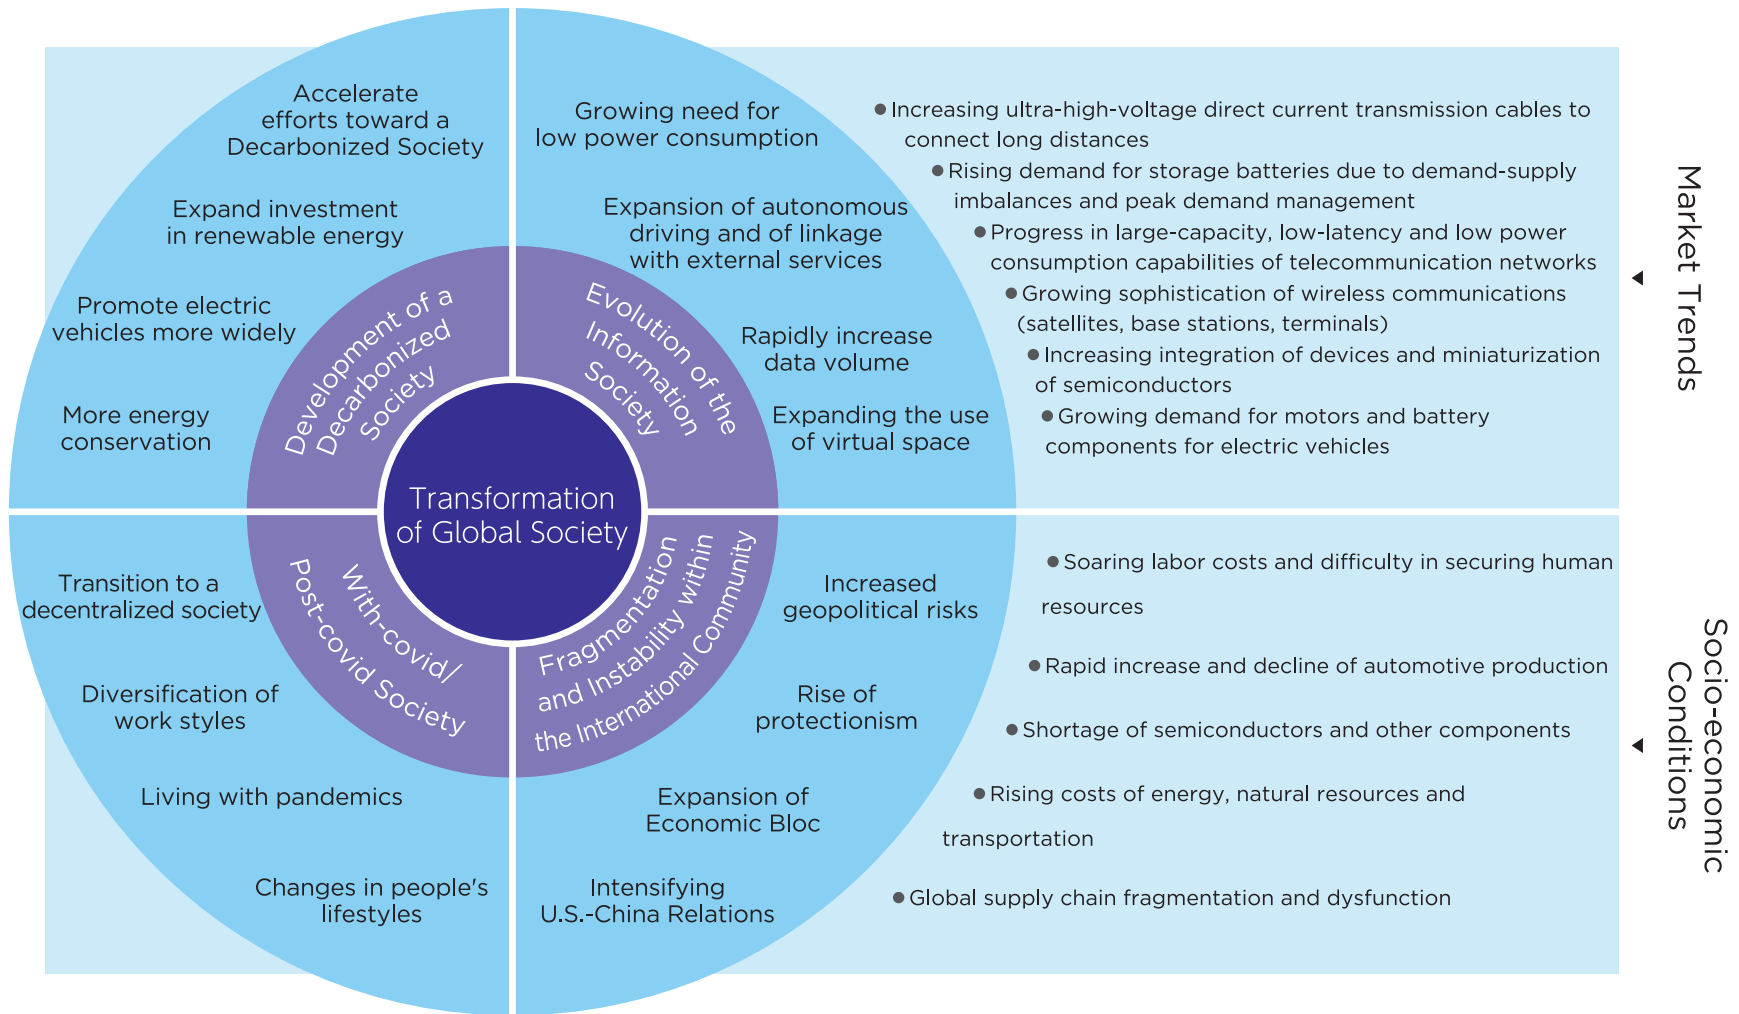 Accelerate
efforts toward a
Decarbonized Society
Expand investment
in renewable energy
Promote electric
vehicles more widely
More energy
conservation
Development of a
Decarbonized
Society
Growing need for
low power consumption
Expansion of autonomous
driving and of linkage
with external services
Rapidly increase
data volume
Expanding the use
of virtual space
Evolution of the
Information
Society
Transformation
of Global Society
Transition to a
decentralized society
Diversification of
work styles
Living with pandemics
Changes in people's
lifestyles
With-covid/
Post-covid Society
Fragmentation
and Instability within
the International Community
Increased
geopolitical risks
Rise of
protectionism
Expansion of
Economic Bloc
Intensifying
U.S.-China Relations
● Increasing ultra-high-voltage direct current transmission cables to
connect long distances
● Rising demand for storage batteries due to demand-supply
imbalances and peak demand management
● Progress in large-capacity, low-latency and low power
consumption capabilities of telecommunication networks
● Growing sophistication of wireless communications
(satellites, base stations, terminals)
● Increasing integration of devices and miniaturization
of semiconductors
● Growing demand for motors and battery
components for electric vehicles
Market Trends
● Soaring labor costs and difficulty in securing human
resources
● Rapid increase and decline of automotive production
● Shortage of semiconductors and other components
● Rising costs of energy, natural resources and
transportation
● Global supply chain fragmentation and dysfunction
Socio-economic
Conditions